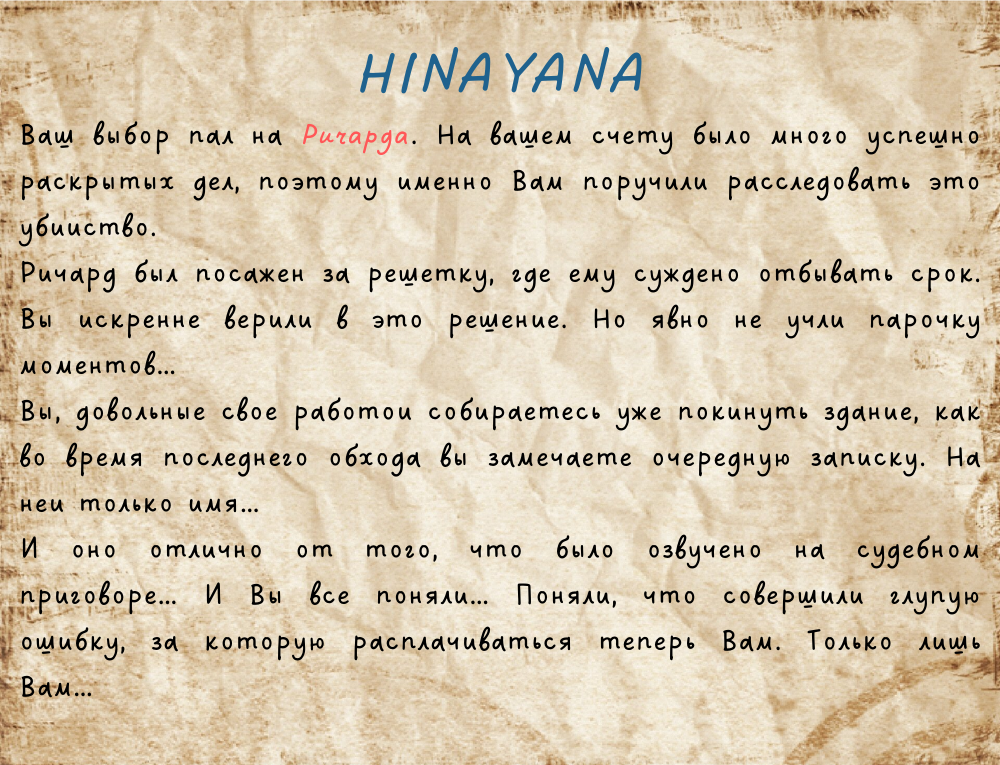 HINAYANA
Ваш выбор пал на Ричарда. На вашем счету было много успешно
раскрытых дел, поэтому именно Вам поручили расследовать это
убииство.
Ричард был посажен за решетку, где ему суждено отбывать срок.
Вы искренне верили в это решение. Но явно не учли парочку
моментов...
Вы, довольные свое работои собираетесь уже покинуть здание, как
во время последнего обхода вы замечаете очередную записку. На
неи только имя...
И оно отлично от того, что было озвучено на судебном
приговоре... И Вы все поняли... Поняли, что совершили глупую
ошибку, за которую расплачиваться теперь Вам. Только лишь
Вам...